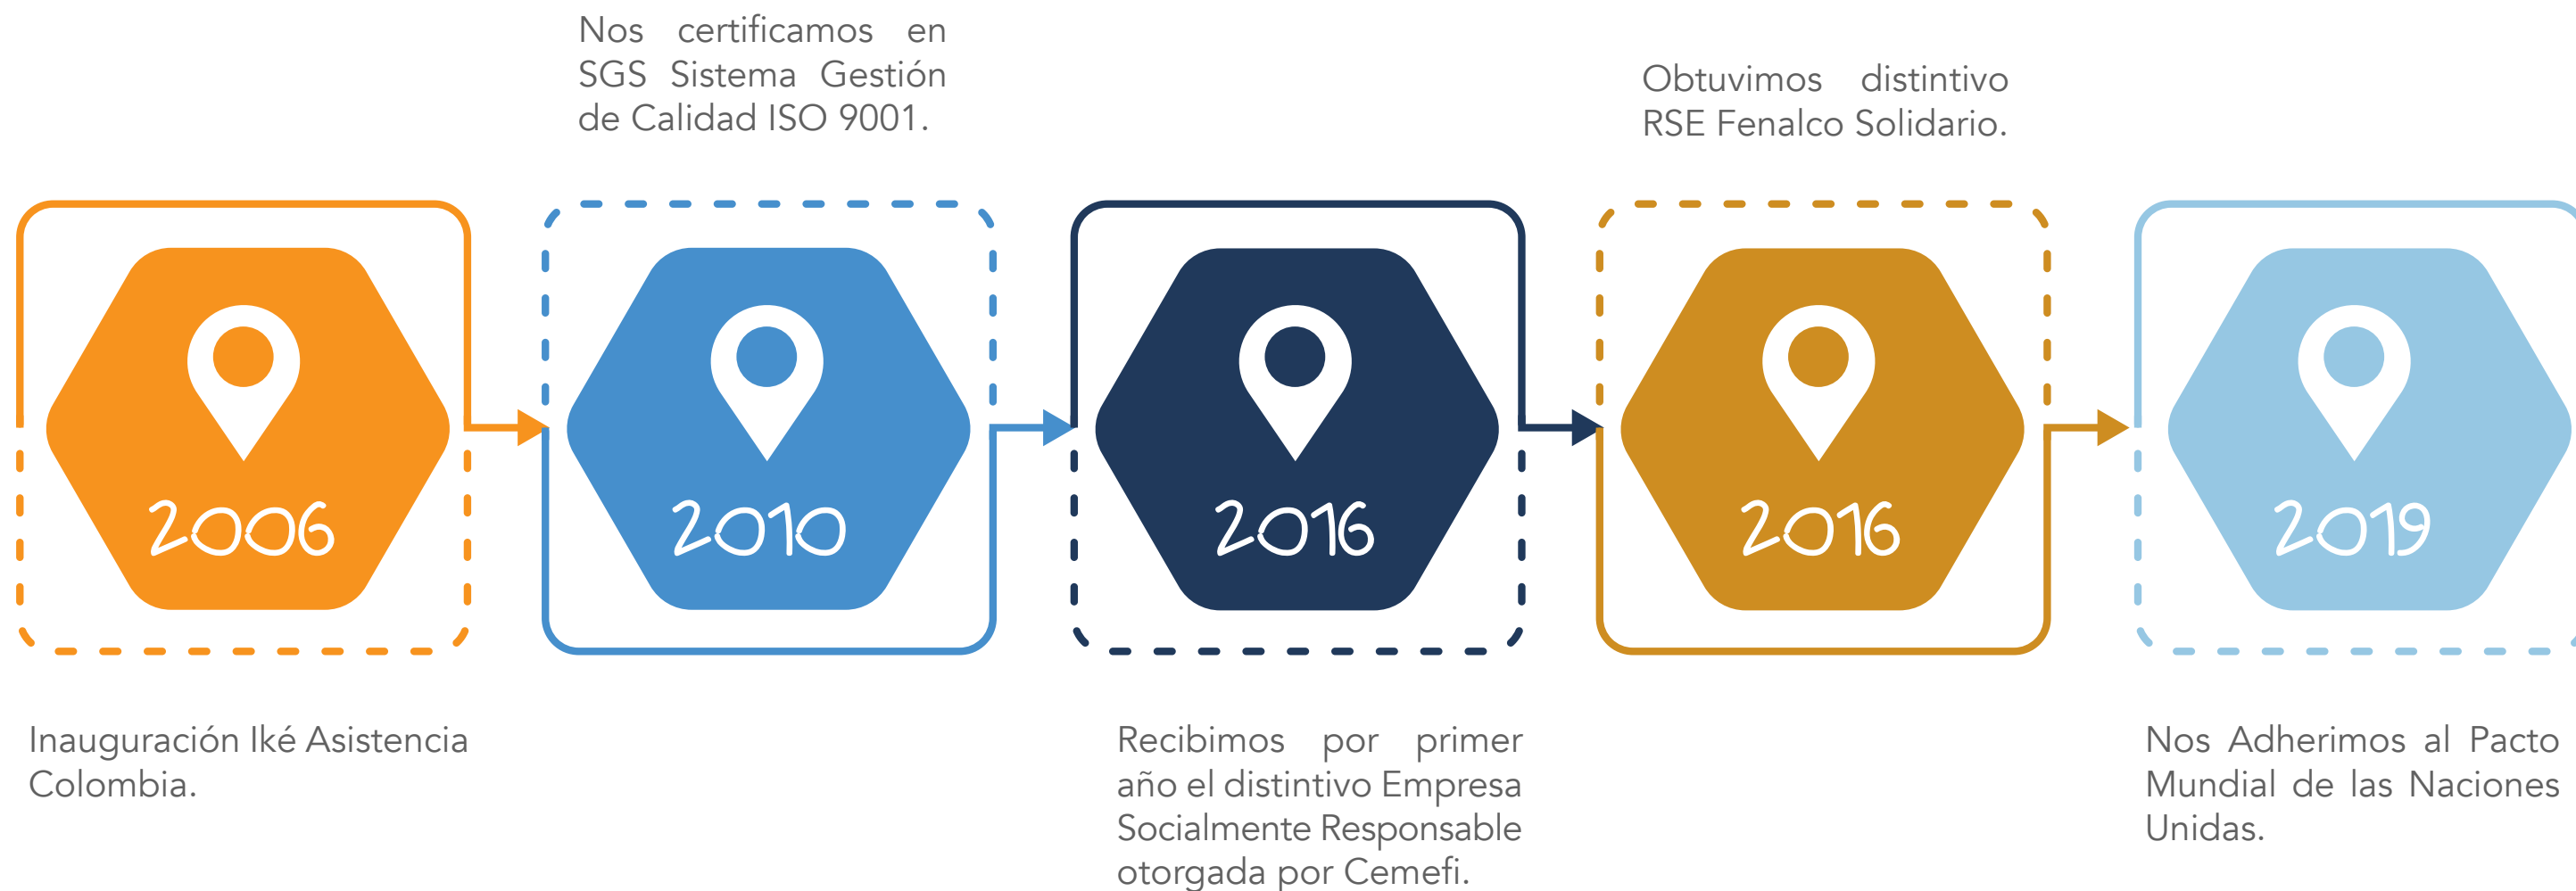 Nos certificamos en
SGS Sistema Gestión
de Calidad ISO 9001.
Obtuvimos distintivo
RSE Fenalco Solidario.
2006
2010
2016
2016
2019
Inauguración Iké Asistencia
Colombia.
Recibimos por primer
año el distintivo Empresa
Socialmente Responsable
otorgada por Cemefi.
Nos Adherimos al Pacto
Mundial de las Naciones
Unidas.